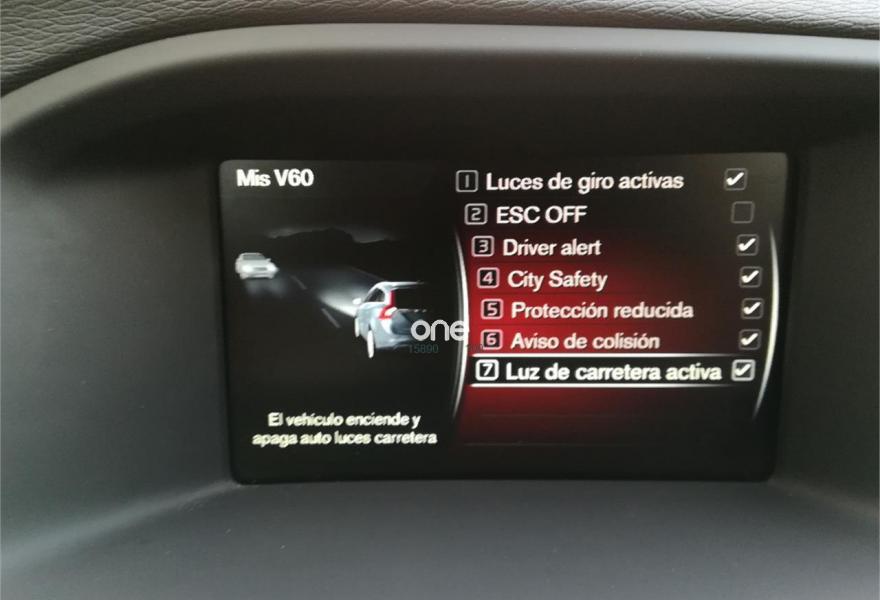 Mis V60
1 Luces de giro activas
2 ESC OFF
3 Driver alert
4 City Safety
5 Protección reducida
6 Aviso de colisión
7 Luz de carretera activa
one
15890
El vehículo enciende y
apaga auto luces carretera